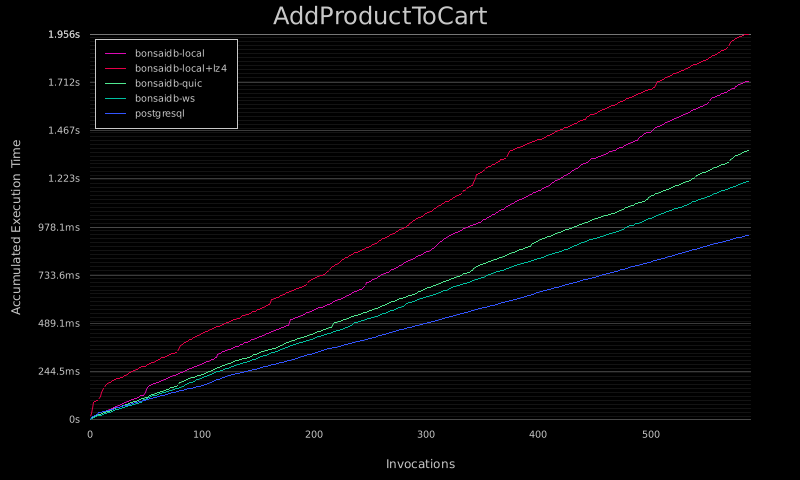 AddProductToCart
1.956s
1.712s
1.467s
1.223s
978.1ms
733.6ms
489.1ms
244.5ms
0s
bonsaidb-local
bonsaidb-local+lz4
bonsaidb-quic
bonsaidb-ws
postgresql
Accumulated Execution Time
0 100 200 300 400 500
Invocations